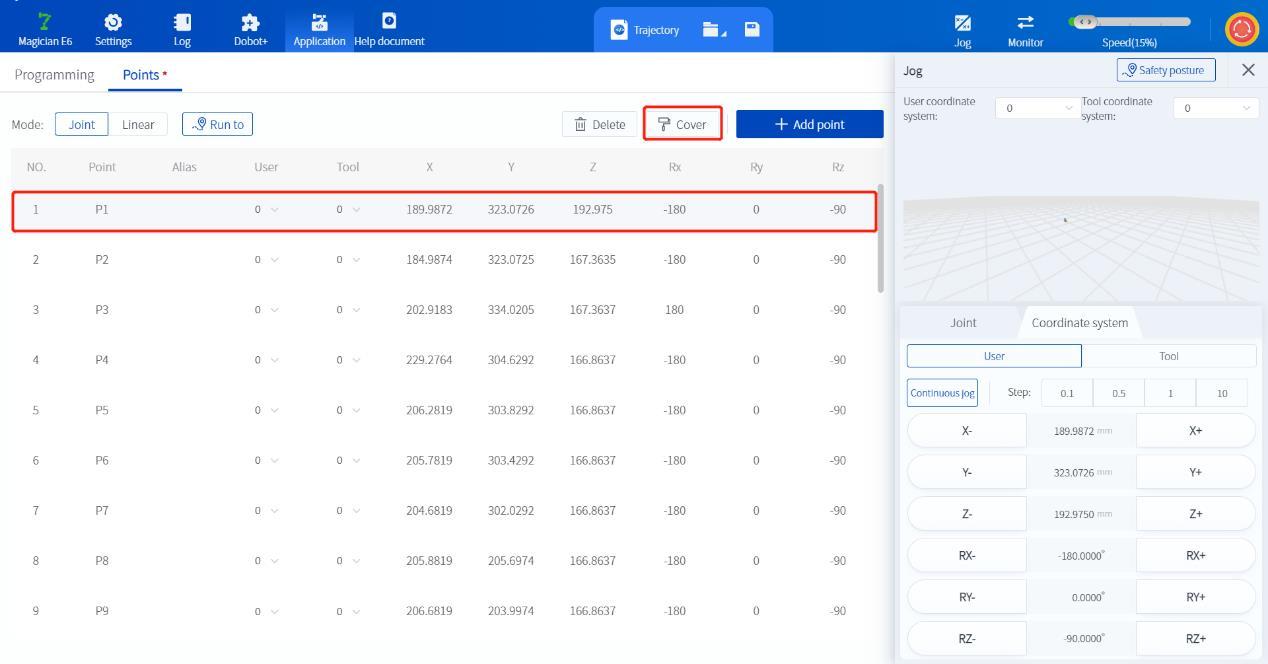 Magician E6 Settings Log Dobot+ Application Help document Trajectory Jog Monitor Speed(15%)
Programming Points *
Mode: Joint Linear Run to Delete Cover + Add point
NO. Point Alias User Tool X Y Z Rx Ry Rz
1 P1 0 0 189.9872 323.0726 192.975 -180 0 -90
2 P2 0 0 184.9874 323.0725 167.3635 -180 0 -90
3 P3 0 0 202.9183 334.0205 167.3637 180 0 -90
4 P4 0 0 229.2764 304.6292 166.8637 -180 0 -90
5 P5 0 0 206.2819 303.8292 166.8637 -180 0 -90
6 P6 0 0 205.7819 303.4292 166.8637 -180 0 -90
7 P7 0 0 204.6819 302.0292 166.8637 -180 0 -90
8 P8 0 0 205.8819 205.6974 166.8637 -180 0 -90
9 P9 0 0 206.6819 203.9974 166.8637 -180 0 -90
Jog Safety posture
User coordinate system: 0 Tool coordinate system: 0
Joint Coordinate system
User Tool
Continuous jog Step: 0.1 0.5 1 10
X- 189.9872 mm X+
Y- 323.0726 mm Y+
Z- 192.9750 mm Z+
RX- -180.0000° RX+
RY- 0.0000° RY+
RZ- -90.0000° RZ+